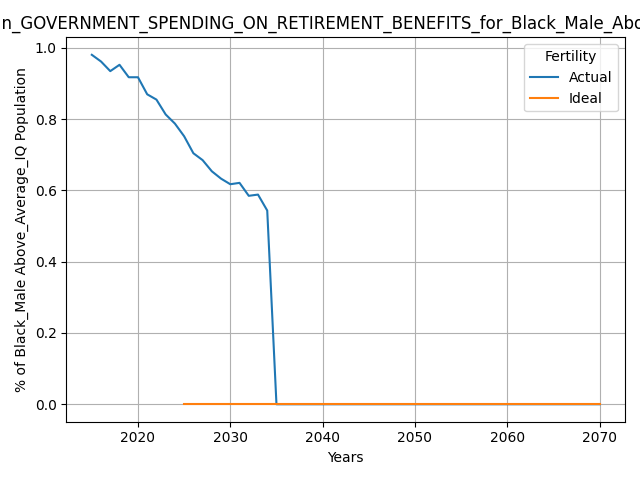 n_GOVERNMENT_SPENDING_ON_RETIREMENT_BENEFITS_for_Black_Male_Abo
Fertility
Actual
Ideal
% of Black_Male Above_Average_IQ Population
1.0
0.8
0.6
0.4
0.2
0.0
2020 2030 2040 2050 2060 2070
Years